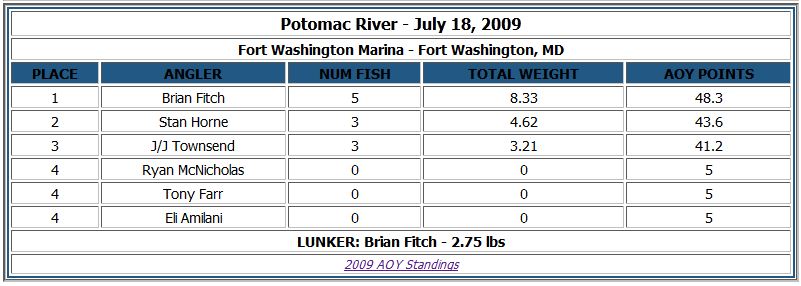 Potomac River - July 18, 2009
Fort Washington Marina - Fort Washington, MD
PLACE ANGLER NUM FISH TOTAL WEIGHT AOY POINTS
1 Brian Fitch 5 8.33 48.3
2 Stan Horne 3 4.62 43.6
3 J/J Townsend 3 3.21 41.2
4 Ryan McNicholas 0 0 5
4 Tony Farr 0 0 5
4 Eli Amilani 0 0 5
LUNKER: Brian Fitch - 2.75 lbs
2009 AOY Standings